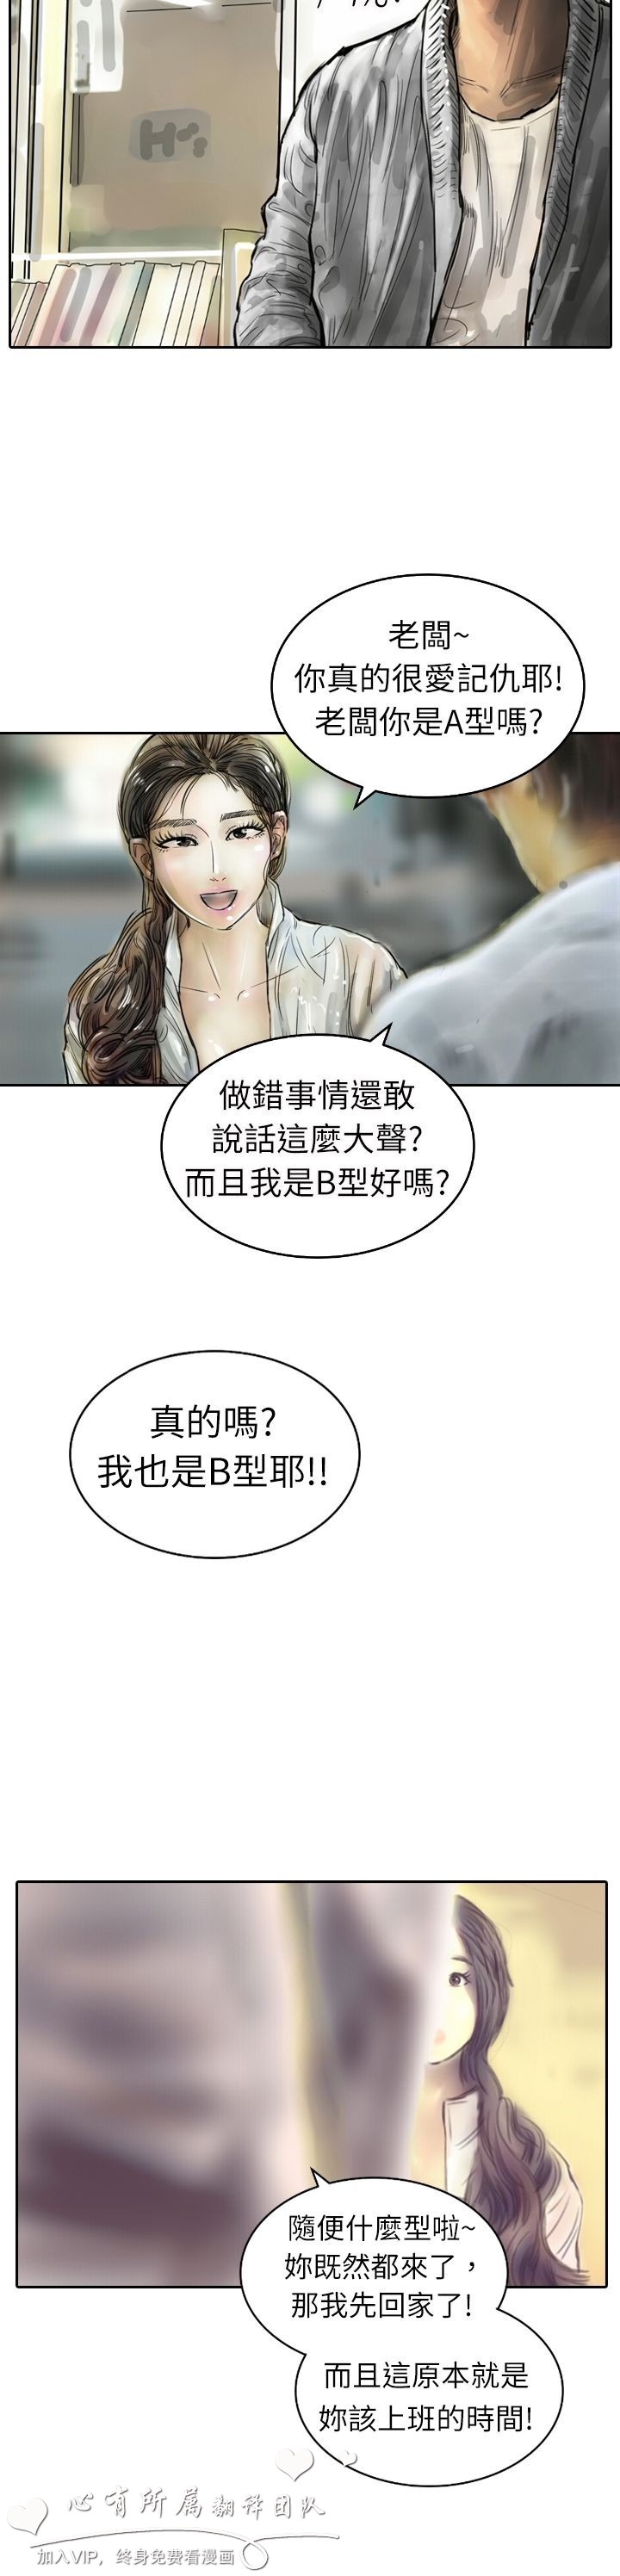 老闆~
你真的很愛記仇耶!
老闆你是A型嗎?
做錯事情還敢
說話這麼大聲?
而且我是B型好嗎?
真的嗎?
我也是B型耶!!
隨便什麼型啦~
妳既然都來了，
那我先回家了!
而且這原本就是
妳該上班的時間!
心有所属翻译团队
加入VIP，终身免费看漫画